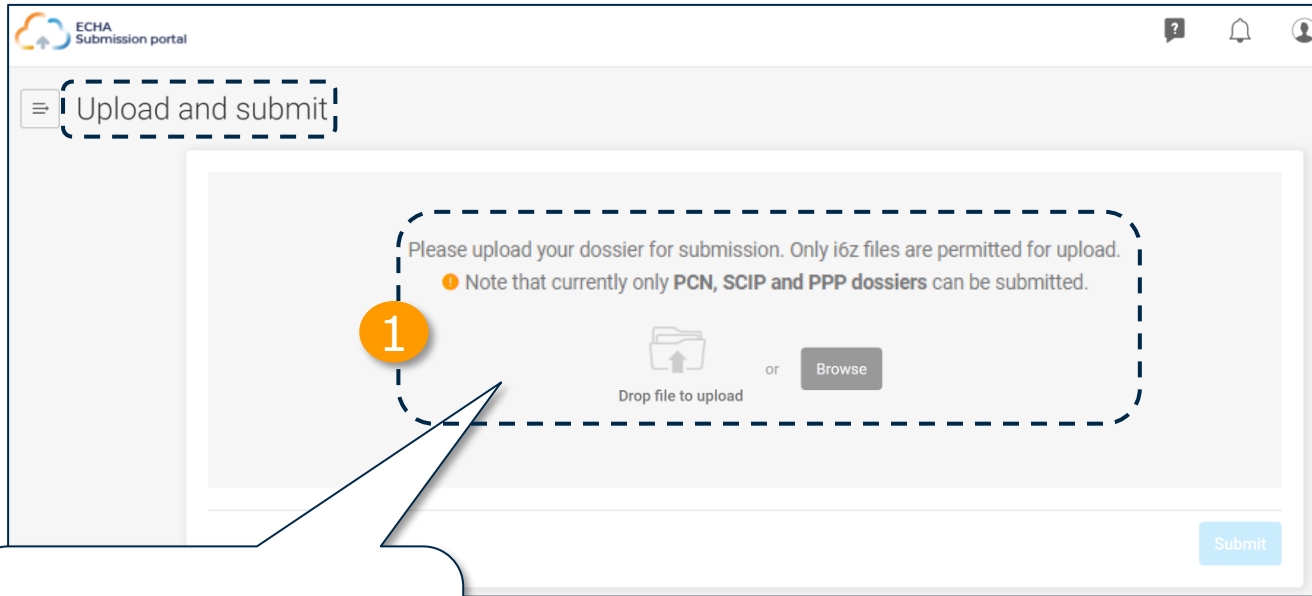 ECHA
Submission portal
?
Upload and submit
Please upload your dossier for submission. Only i6z files are permitted for upload.
! Note that currently only PCN, SCIP and PPP dossiers can be submitted.
1
or
Browse
Drop file to upload
Submit